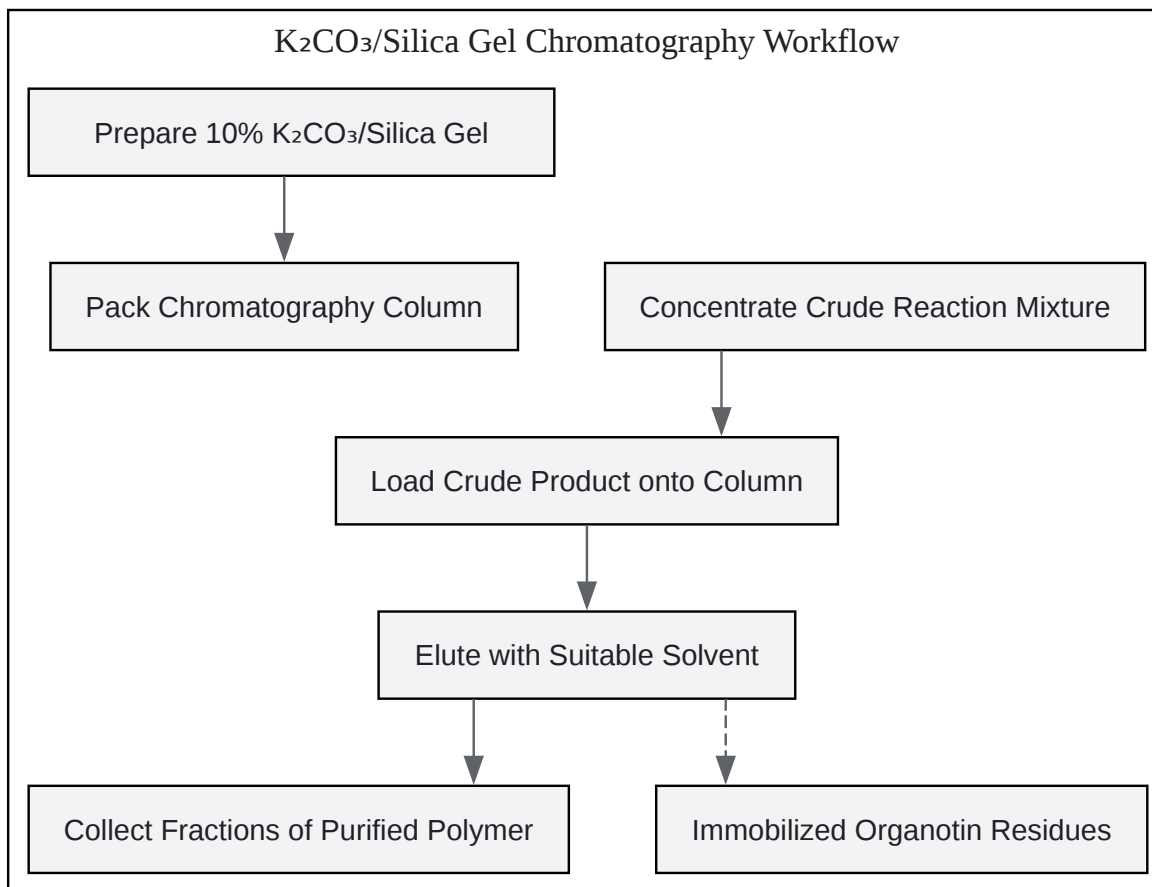 K₂CO₃/Silica Gel Chromatography Workflow
Prepare 10% K₂CO₃/Silica Gel
Pack Chromatography Column
Concentrate Crude Reaction Mixture
Load Crude Product onto Column
Elute with Suitable Solvent
Collect Fractions of Purified Polymer
Immobilized Organotin Residues